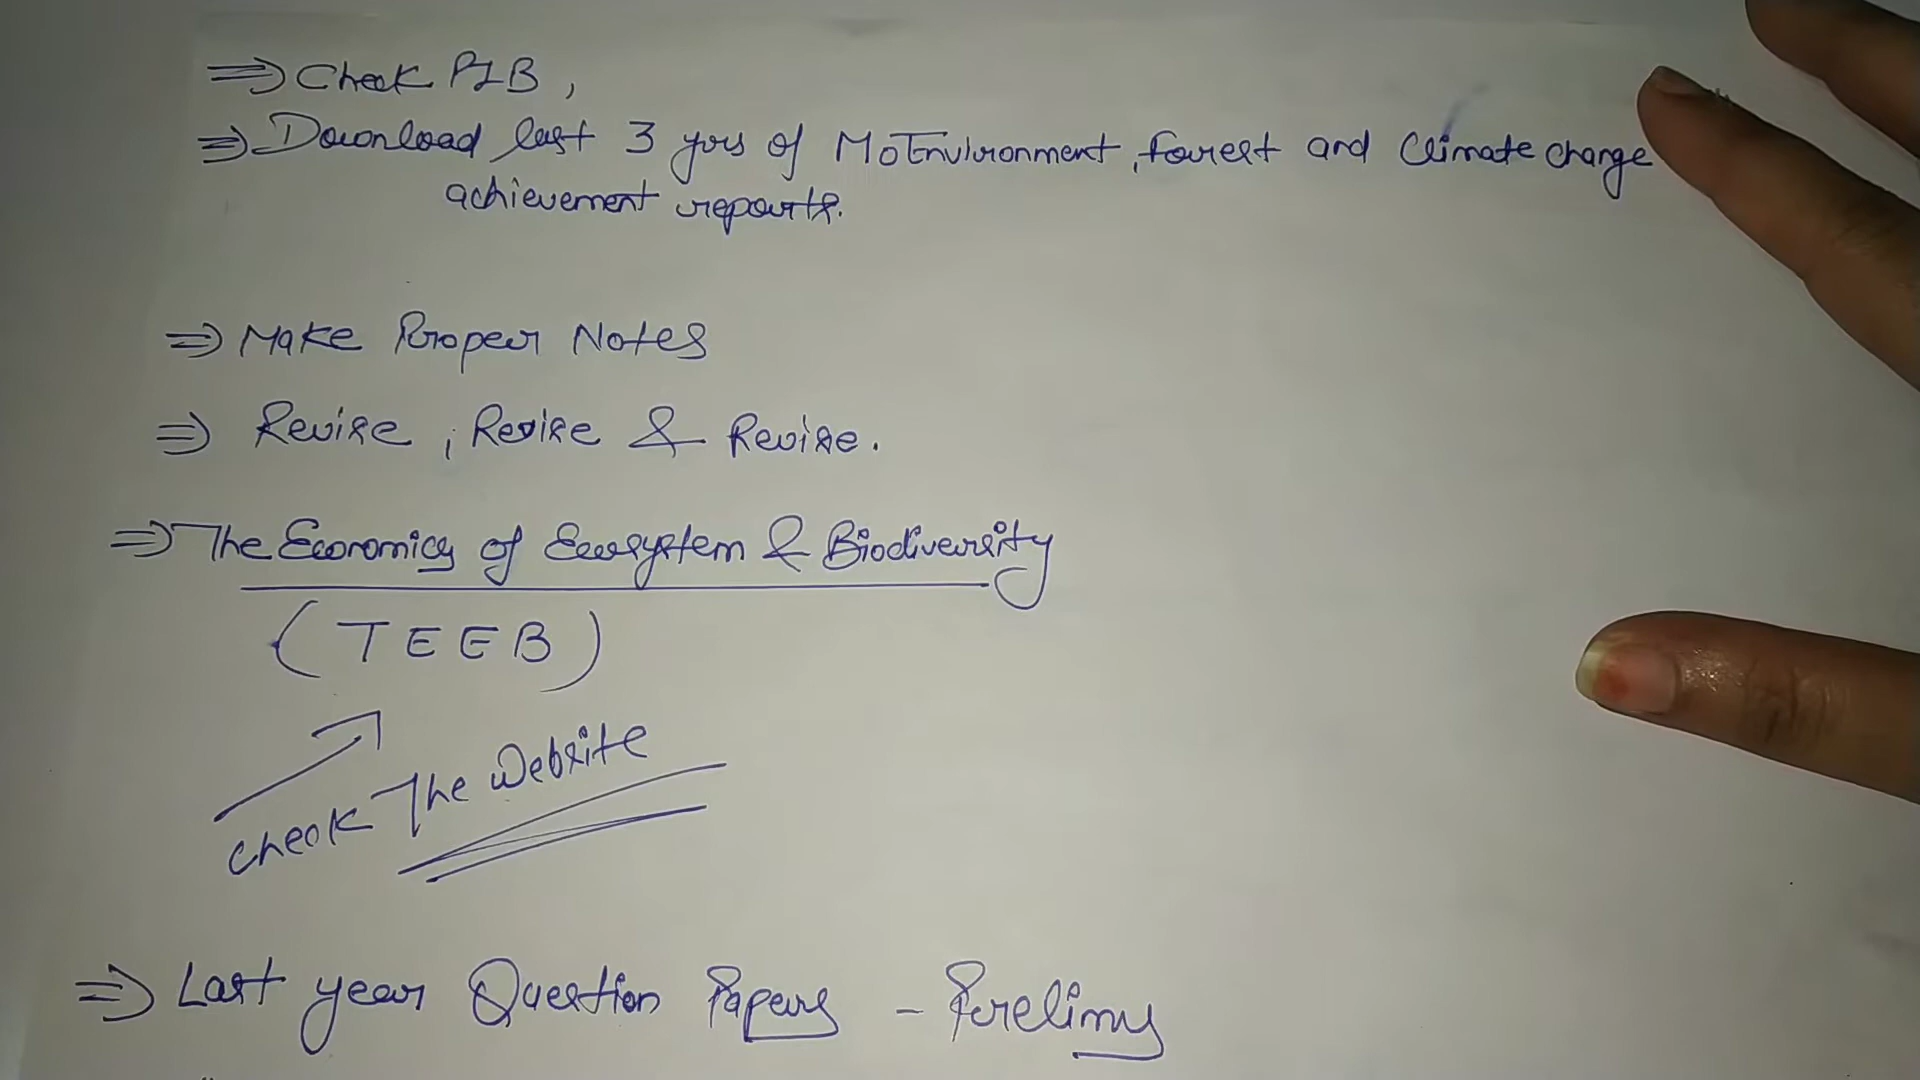 ⇒ Check PIB,
⇒ Download last 3 yrs of MoEnvironment, forest and Climate change
achievement reports.
⇒ Make Proper Notes
⇒ Revise, Revise & Revise.
⇒ The Economics of Ecosystem & Biodiversity
(TEEB)
check The Website
⇒ Last year Question Papers - Prelims